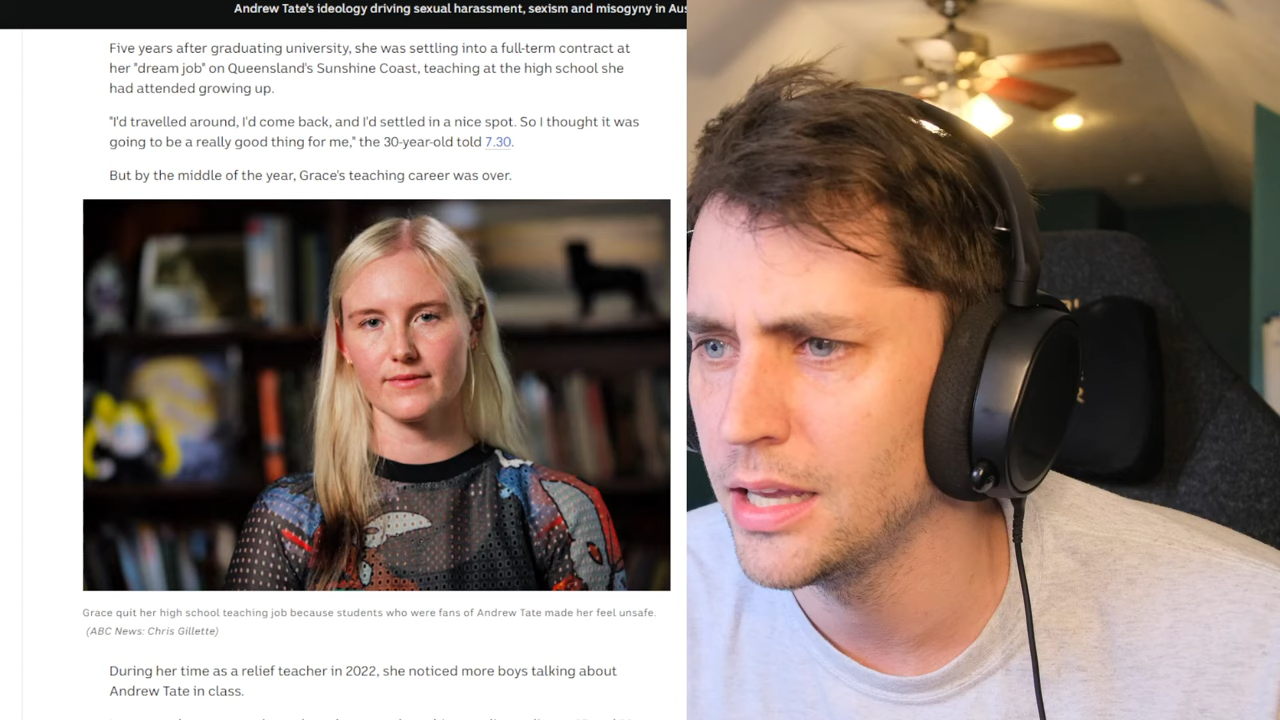 Andrew Tate's ideology driving sexual harassment, sexism and misogyny in Aus
Five years after graduating university, she was settling into a full-term contract at
her "dream job" on Queensland's Sunshine Coast, teaching at the high school she
had attended growing up.
"I'd travelled around, I'd come back, and I'd settled in a nice spot. So I thought it was
going to be a really good thing for me," the 30-year-old told 7.30.
But by the middle of the year, Grace's teaching career was over.
Grace quit her high school teaching job because students who were fans of Andrew Tate made her feel unsafe.
(ABC News: Chris Gillette)
During her time as a relief teacher in 2022, she noticed more boys talking about
Andrew Tate in class.